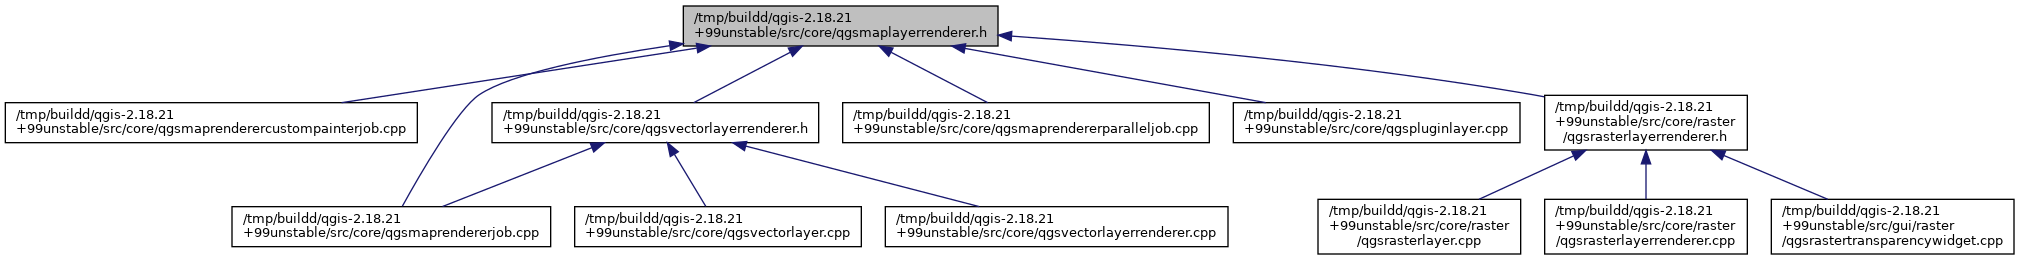 /tmp/buildd/qgis-2.18.21
+99unstable/src/core/qgsmaplayerrenderer.h
/tmp/buildd/qgis-2.18.21
+99unstable/src/core/qgsmaprenderercustompainterjob.cpp
/tmp/buildd/qgis-2.18.21
+99unstable/src/core/qgsvectorlayerrenderer.h
/tmp/buildd/qgis-2.18.21
+99unstable/src/core/qgsmaprendererparalleljob.cpp
/tmp/buildd/qgis-2.18.21
+99unstable/src/core/qgspluginlayer.cpp
/tmp/buildd/qgis-2.18.21
+99unstable/src/core/raster
/qgsrasterlayerrenderer.h
/tmp/buildd/qgis-2.18.21
+99unstable/src/core/qgsmaprendererjob.cpp
/tmp/buildd/qgis-2.18.21
+99unstable/src/core/qgsvectorlayer.cpp
/tmp/buildd/qgis-2.18.21
+99unstable/src/core/qgsvectorlayerrenderer.cpp
/tmp/buildd/qgis-2.18.21
+99unstable/src/core/raster
/qgsrasterlayer.cpp
/tmp/buildd/qgis-2.18.21
+99unstable/src/core/raster
/qgsrasterlayerrenderer.cpp
/tmp/buildd/qgis-2.18.21
+99unstable/src/gui/raster
/qgsrastertransparencywidget.cpp